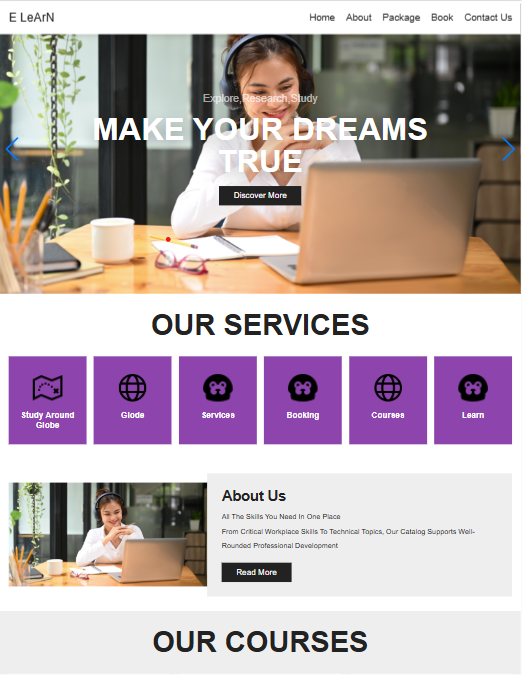 E LeArN
Home About Package Book Contact Us
Explore,Research,Study
MAKE YOUR DREAMS
TRUE
Discover More
OUR SERVICES
Study Around
Globe
Glode
Services
Booking
Courses
Learn
About Us
All The Skills You Need In One Place
From Critical Workplace Skills To Technical Topics, Our Catalog Supports Well-
Rounded Professional Development
Read More
OUR COURSES